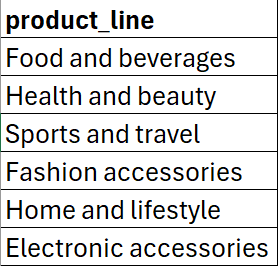 product_line
Food and beverages
Health and beauty
Sports and travel
Fashion accessories
Home and lifestyle
Electronic accessories